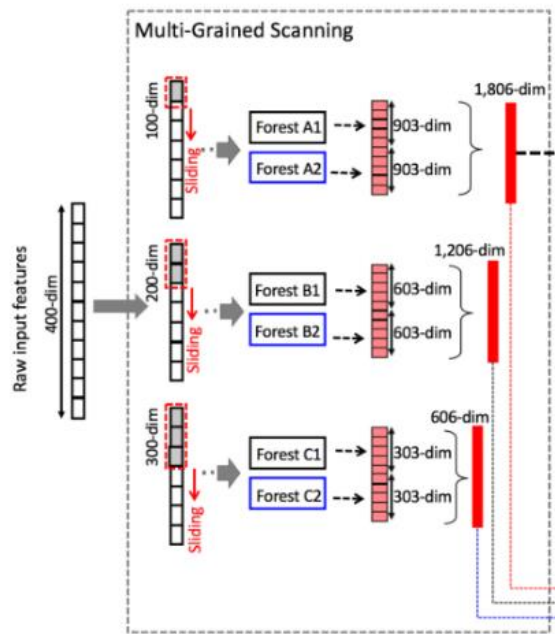 Multi-Grained Scanning
Raw input features
400-dim
100-dim
Sliding
Forest A1
Forest A2
903-dim
903-dim
1,806-dim
200-dim
Sliding
Forest B1
Forest B2
603-dim
603-dim
1,206-dim
300-dim
Sliding
Forest C1
Forest C2
303-dim
303-dim
606-dim